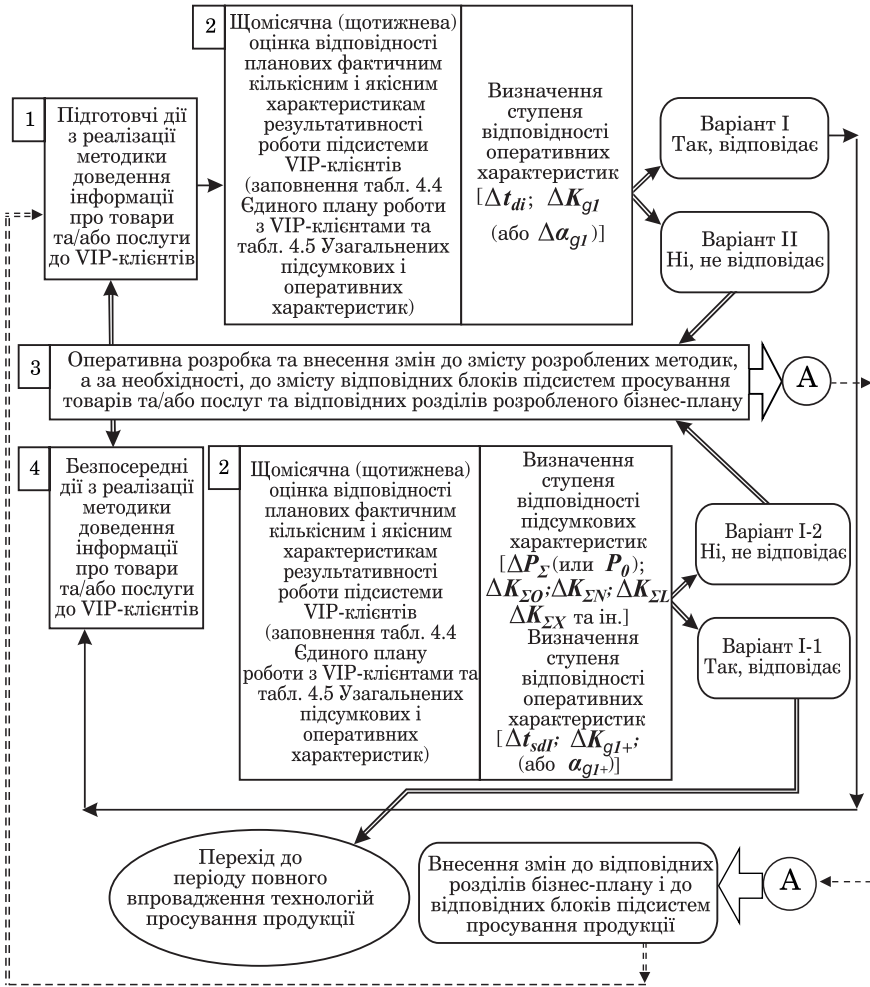 1
Підготовчі дії
з реалізації
методики
доведення
інформації
про товари
та/або послуги
до VIP-клієнтів
2
Щомісячна (щотижнева)
оцінка відповідності
планових фактичним
кількісним і якісним
характеристикам
результативності
роботи підсистеми
VIP-клієнтів
(заповнення табл. 4.4
Єдиного плану роботи
з VIP-клієнтами та
табл. 4.5 Узагальнених
підсумкових і
оперативних
характеристик)
Визначення
ступеня
відповідності
оперативних
характеристик
[Δt_di; ΔK_g1
(або Δα_g1)]
Варіант I
Так, відповідає
Варіант II
Ні, не відповідає
3
Оперативна розробка та внесення змін до змісту розроблених методик,
а за необхідності, до змісту відповідних блоків підсистем просування
товарів та/або послуг та відповідних розділів розробленого бізнес-плану
A
4
Безпосередні
дії з реалізації
методики
доведення
інформації
про товари
та/або послуги
до VIP-клієнтів
2
Щомісячна (щотижнева)
оцінка відповідності
планових фактичним
кількісним і якісним
характеристикам
результативності
роботи підсистеми
VIP-клієнтів
(заповнення табл. 4.4
Єдиного плану
роботи з VIP-клієнтами та
табл. 4.5 Узагальнених
підсумкових і
оперативних
характеристик)
Визначення
ступеня
відповідності
підсумкових
характеристик
[ΔP_Σ (или P_0);
ΔK_ΣO; ΔK_ΣN; ΔK_ΣL
ΔK_ΣX та ін.]
Визначення
ступеня
відповідності
оперативних
характеристик
[Δt_sdI; ΔK_g1+;
(або α_g1+)]
Варіант I-2
Ні, не відповідає
Варіант I-1
Так, відповідає
Перехід до
періоду повного
впровадження технологій
просування продукції
Внесення змін до відповідних
розділів бізнес-плану і до
відповідних блоків підсистем
просування продукції
A